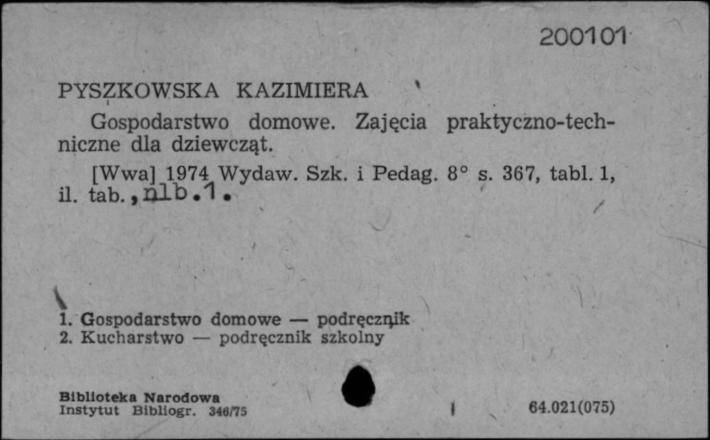 200101
PYSZKOWSKA KAZIMIERA
Gospodarstwo domowe. Zajęcia praktyczno-tech-
niczne dla dziewcząt.
[Wwa] 1974 Wydaw. Szk. i Pedag. 8° s. 367, tabl. 1,
il. tab., nlb.1.
1. Gospodarstwo domowe — podręcznik
2. Kucharstwo — podręcznik szkolny
Biblioteka Narodowa
Instytut Bibliogr. 346/75
64.021(075)